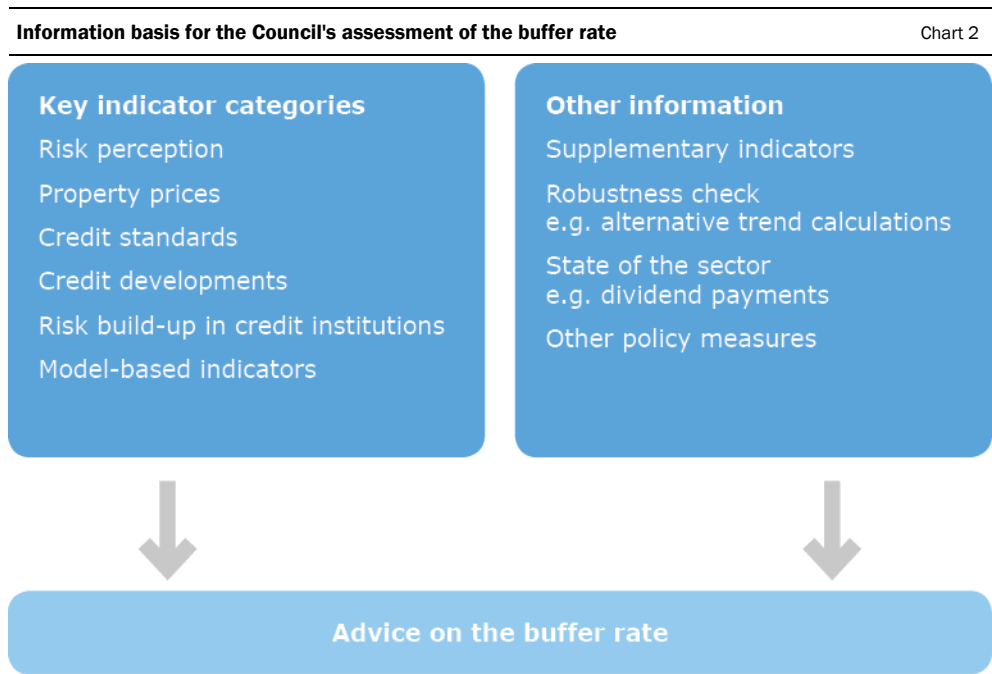 Information basis for the Council's assessment of the buffer rate
Chart 2
Key indicator categories
Risk perception
Property prices
Credit standards
Credit developments
Risk build-up in credit institutions
Model-based indicators
Other information
Supplementary indicators
Robustness check
e.g. alternative trend calculations
State of the sector
e.g. dividend payments
Other policy measures
Advice on the buffer rate